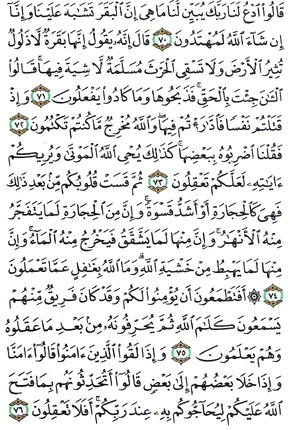 قَالُوا۟ ٱدْعُ لَنَا رَبَّكَ يُبَيِّن لَّنَا مَا هِىَ إِنَّ ٱلْبَقَرَ تَشَـٰبَهَ عَلَيْنَا وَإِنَّآ
إِن شَآءَ ٱللَّهُ لَمُهْتَدُونَ ٧٠ قَالَ إِنَّهُۥ يَقُولُ إِنَّهَا بَقَرَةٌ لَّا ذَلُولٌ
تُثِيرُ ٱلْأَرْضَ وَلَا تَسْقِى ٱلْحَرْثَ مُسَلَّمَةٌ لَّا شِيَةَ فِيهَا ۚ قَالُوا۟
ٱلْـَٔـٰنَ جِئْتَ بِٱلْحَقِّ ۚ فَذَبَحُوهَا وَمَا كَادُوا۟ يَفْعَلُونَ ٧١ وَإِذْ
قَتَلْتُمْ نَفْسًا فَٱدَّٰرَْٰٔتُمْ فِيهَا ۖ وَٱللَّهُ مُخْرِجٌ مَّا كُنتُمْ تَكْتُمُونَ ٧٢
فَقُلْنَا ٱضْرِبُوهُ بِبَعْضِهَا ۚ كَذَٰلِكَ يُحْىِ ٱللَّهُ ٱلْمَوْتَىٰ وَيُرِيكُمْ
ءَايَـٰتِهِۦ لَعَلَّكُمْ تَعْقِلُونَ ٧٣ ثُمَّ قَسَتْ قُلُوبُكُم مِّنۢ بَعْدِ ذَٰلِكَ
فَهِىَ كَٱلْحِجَارَةِ أَوْ أَشَدُّ قَسْوَةً ۚ وَإِنَّ مِنَ ٱلْحِجَارَةِ لَمَا يَتَفَجَّرُ
مِنْهُ ٱلْأَنْهَـٰرُ ۚ وَإِنَّ مِنْهَا لَمَا يَشَّقَّقُ فَيَخْرُجُ مِنْهُ ٱلْمَآءُ ۚ وَإِنَّ
مِنْهَا لَمَا يَهْبِطُ مِنْ خَشْيَةِ ٱللَّهِ ۗ وَمَا ٱللَّهُ بِغَـٰفِلٍ عَمَّا تَعْمَلُونَ
٧٤ ۞ أَفَتَطْمَعُونَ أَن يُؤْمِنُوا۟ لَكُمْ وَقَدْ كَانَ فَرِيقٌ مِّنْهُمْ
يَسْمَعُونَ كَلَـٰمَ ٱللَّهِ ثُمَّ يُحَرِّفُونَهُۥ مِنۢ بَعْدِ مَا عَقَلُوهُ
وَهُمْ يَعْلَمُونَ ٧٥ وَإِذَا لَقُوا۟ ٱلَّذِينَ ءَامَنُوا۟ قَالُوٓا۟ ءَامَنَّا
وَإِذَا خَلَا بَعْضُهُمْ إِلَىٰ بَعْضٍ قَالُوٓا۟ أَتُحَدِّثُونَهُم بِمَا فَتَحَ
ٱللَّهُ عَلَيْكُمْ لِيُحَآجُّوكُم بِهِۦ عِندَ رَبِّكُمْ ۚ أَفَلَا تَعْقِلُونَ ٧٦